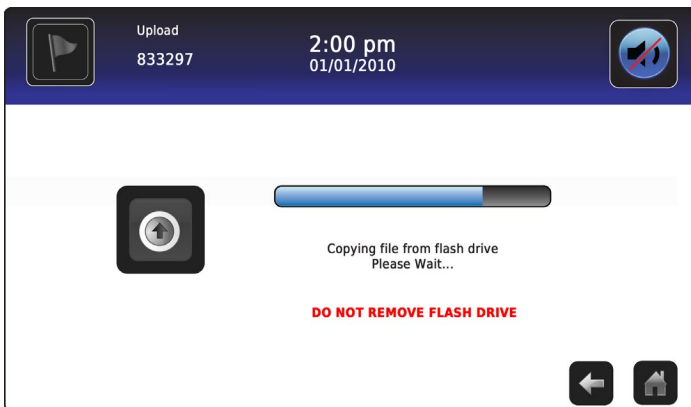 Upload
833297
2:00 pm
01/01/2010
Copying file from flash drive
Please Wait...
DO NOT REMOVE FLASH DRIVE